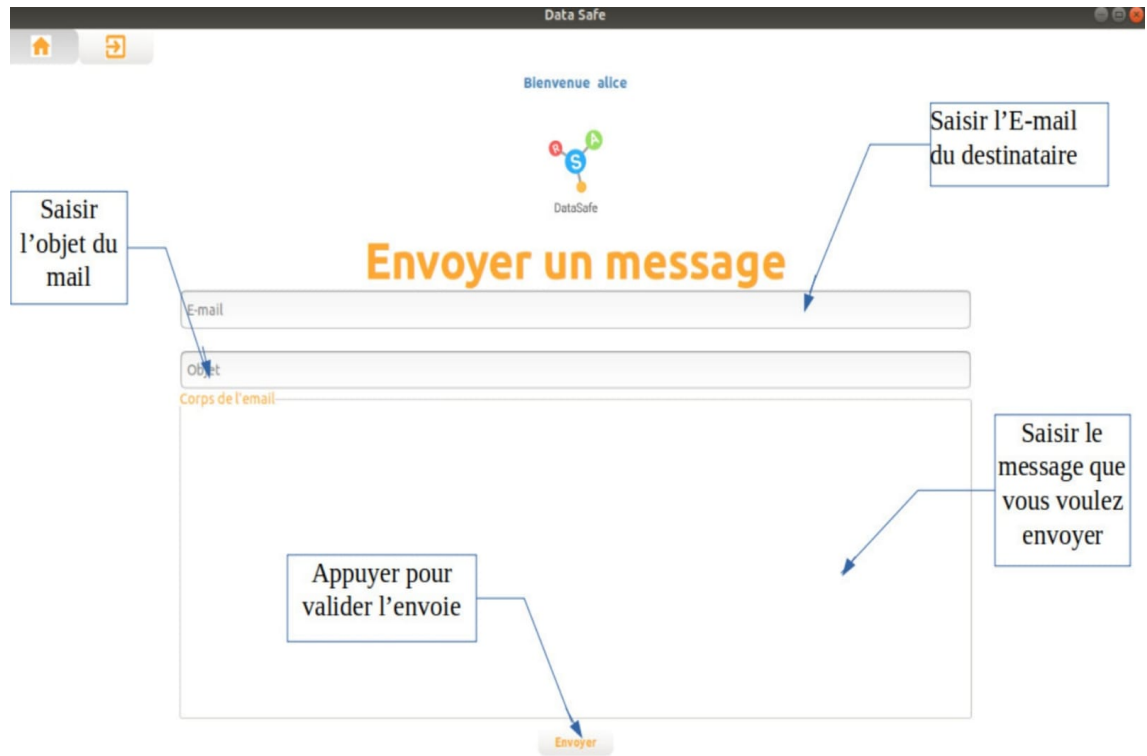 Data Safe
Bienvenue alice
R
A
S
DataSafe
Saisir l’E-mail
du destinataire
Saisir
l’objet du
mail
Envoyer un message
E-mail
Objet
Corps de l'email
Saisir le
message que
vous voulez
envoyer
Appuyer pour
valider l’envoie
Envoyer